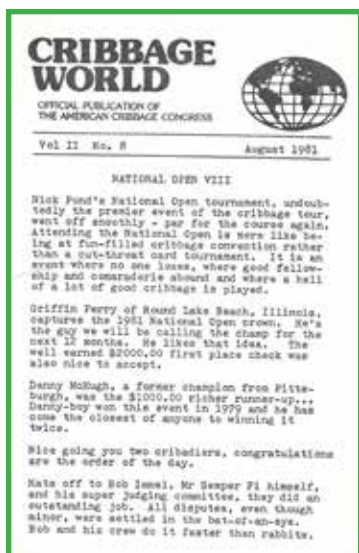 CRIBBAGE
WORLD
OFFICIAL PUBLICATION OF
THE AMERICAN CRIBBAGE CONGRESS
Vol II No. 8 August 1981
NATIONAL OPEN VIII
Nick Pond's National Open tournament, undoub-
tedly the premier event of the cribbage tour,
went off smoothly - par for the course again.
Attending the National Open is more like be-
ing at fun-filled cribbage convention rather
than a cut-throat card tournament. It is an
event where no one loses, where good fellow-
ship and comaraderie abound and where a hell
of a lot of good cribbage is played.
Griffin Perry of Round Lake Beach, Illinois,
captures the 1981 National Open crown. He's
the guy we will be calling the champ for the
next 12 months. He likes that idea. The
well earned $2000.00 first place check was
also nice to accept.
Danny McHugh, a former champion from Pitts-
burgh, was the $1000.00 richer runner-up...
Danny-boy won this event in 1979 and he has
come the closest of anyone to winning it
twice.
Nice going you two cribadiers, congratulations
are the order of the day.
Hats off to Bob Immel, Mr Semper Fi himself,
and his super judging committee, they did an
outstanding job. All disputes, even though
minor, were settled in the bat-of-an-eye.
Bob and his crew do it faster than rabbits.